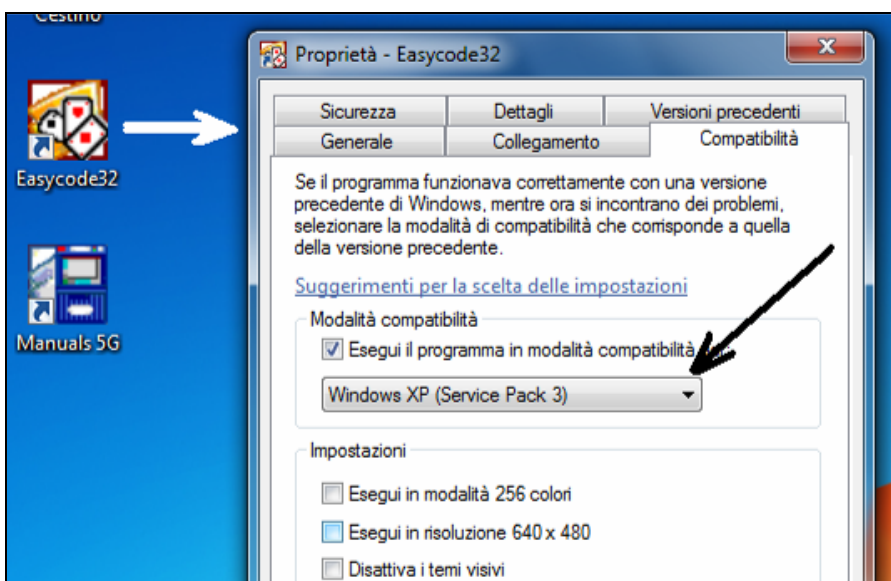 Cestino
Easycode32
Manuals 5G
Proprietà - Easycode32
Sicurezza
Dettagli
Versioni precedenti
Generale
Collegamento
Compatibilità
Se il programma funzionava correttamente con una versione
precedente di Windows, mentre ora si incontrano dei problemi,
selezionare la modalità di compatibilità che corrisponde a quella
della versione precedente.
Suggerimenti per la scelta delle impostazioni
Modalità compatibilità
Esegui il programma in modalità compatibilità
Windows XP (Service Pack 3)
Impostazioni
Esegui in modalità 256 colori
Esegui in risoluzione 640 x 480
Disattiva i temi visivi